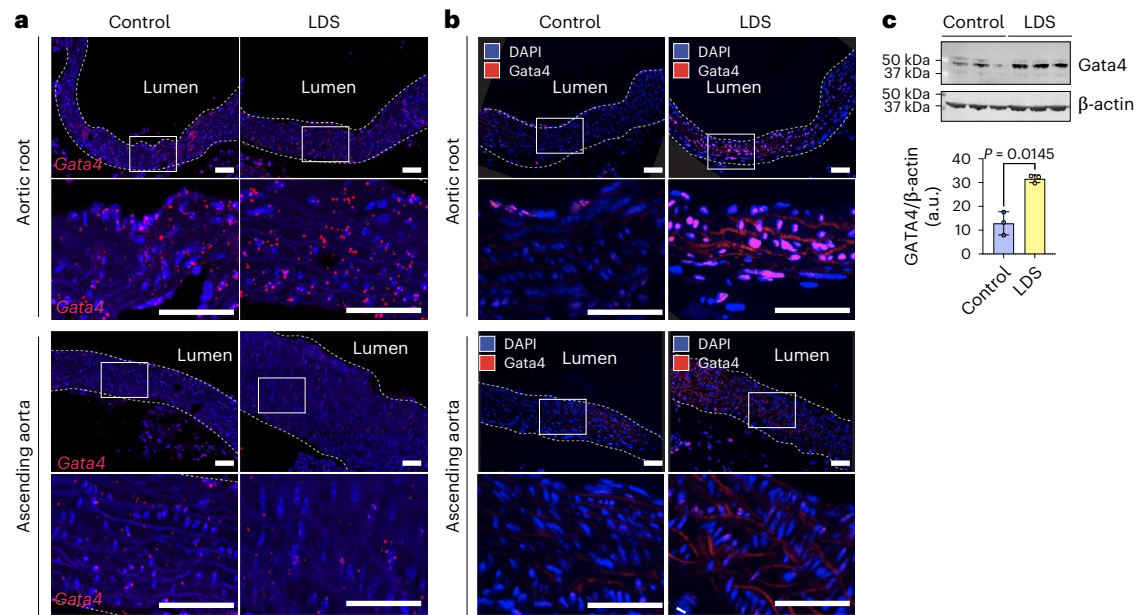 a
Control
LDS
Aortic root
Lumen
Lumen
Gata4
Gata4
Ascending aorta
Lumen
Lumen
Gata4
Gata4
b
Control
LDS
Aortic root
DAPI
Gata4
Lumen
DAPI
Gata4
Lumen
Ascending aorta
DAPI
Gata4
Lumen
DAPI
Gata4
Lumen
c
Control
LDS
50 kDa
37 kDa
Gata4
50 kDa
37 kDa
β-actin
P = 0.0145
GATA4/β-actin
(a.u.)
40
30
20
10
0
Control
LDS